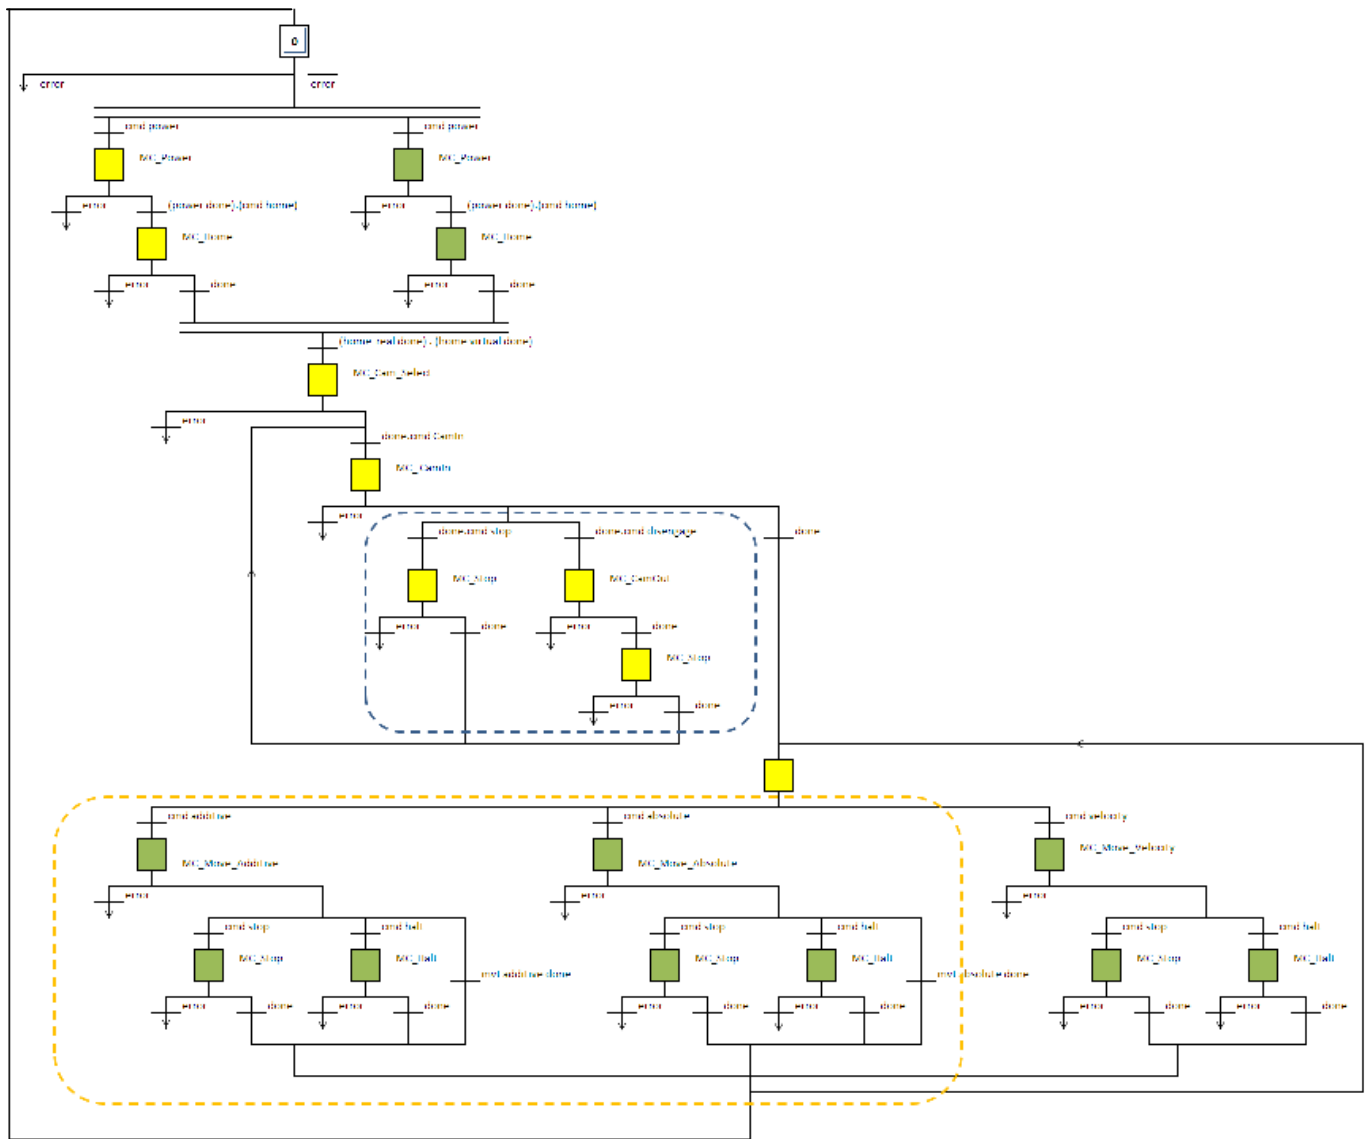 0
error
error
cmd power
cmd power
MC_Power
MC_Power
error
(power done).(cmd home)
error
(power done).(cmd home)
MC_Home
MC_Home
error
done
error
done
(home real done) . (home virtual done)
MC_Cam_Select
error
done.cmd CamIn
MC_CamIn
error
done.cmd stop
done.cmd disengage
done
MC_Stop
MC_CamOut
error
done
error
done
MC_Stop
error
done
cmd additive
cmd absolute
cmd velocity
MC_Move_Additive
MC_Move_Absolute
MC_Move_Velocity
error
error
error
cmd stop
cmd halt
cmd stop
cmd halt
cmd stop
cmd halt
MC_Stop
MC_Halt
MC_Stop
MC_Halt
MC_Stop
MC_Halt
mvt additive done
mvt absolute done
error
done
error
done
error
done
error
done
error
done
error
done